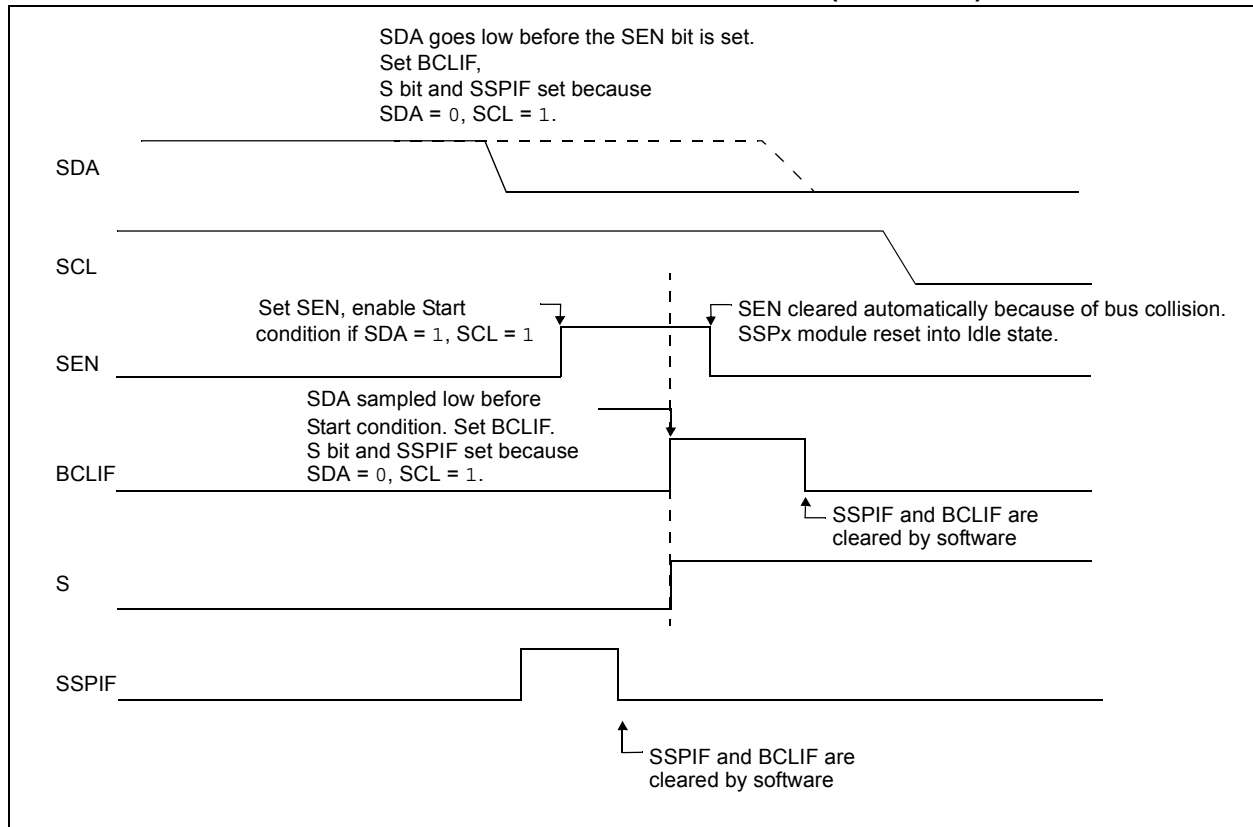 SDA goes low before the SEN bit is set.
Set BCLIF,
S bit and SSPIF set because
SDA = 0, SCL = 1.
SDA
SCL
Set SEN, enable Start
condition if SDA = 1, SCL = 1
SEN cleared automatically because of bus collision.
SSPx module reset into Idle state.
SEN
SDA sampled low before
Start condition. Set BCLIF.
S bit and SSPIF set because
SDA = 0, SCL = 1.
BCLIF
SSPIF and BCLIF are
cleared by software
S
SSPIF
SSPIF and BCLIF are
cleared by software